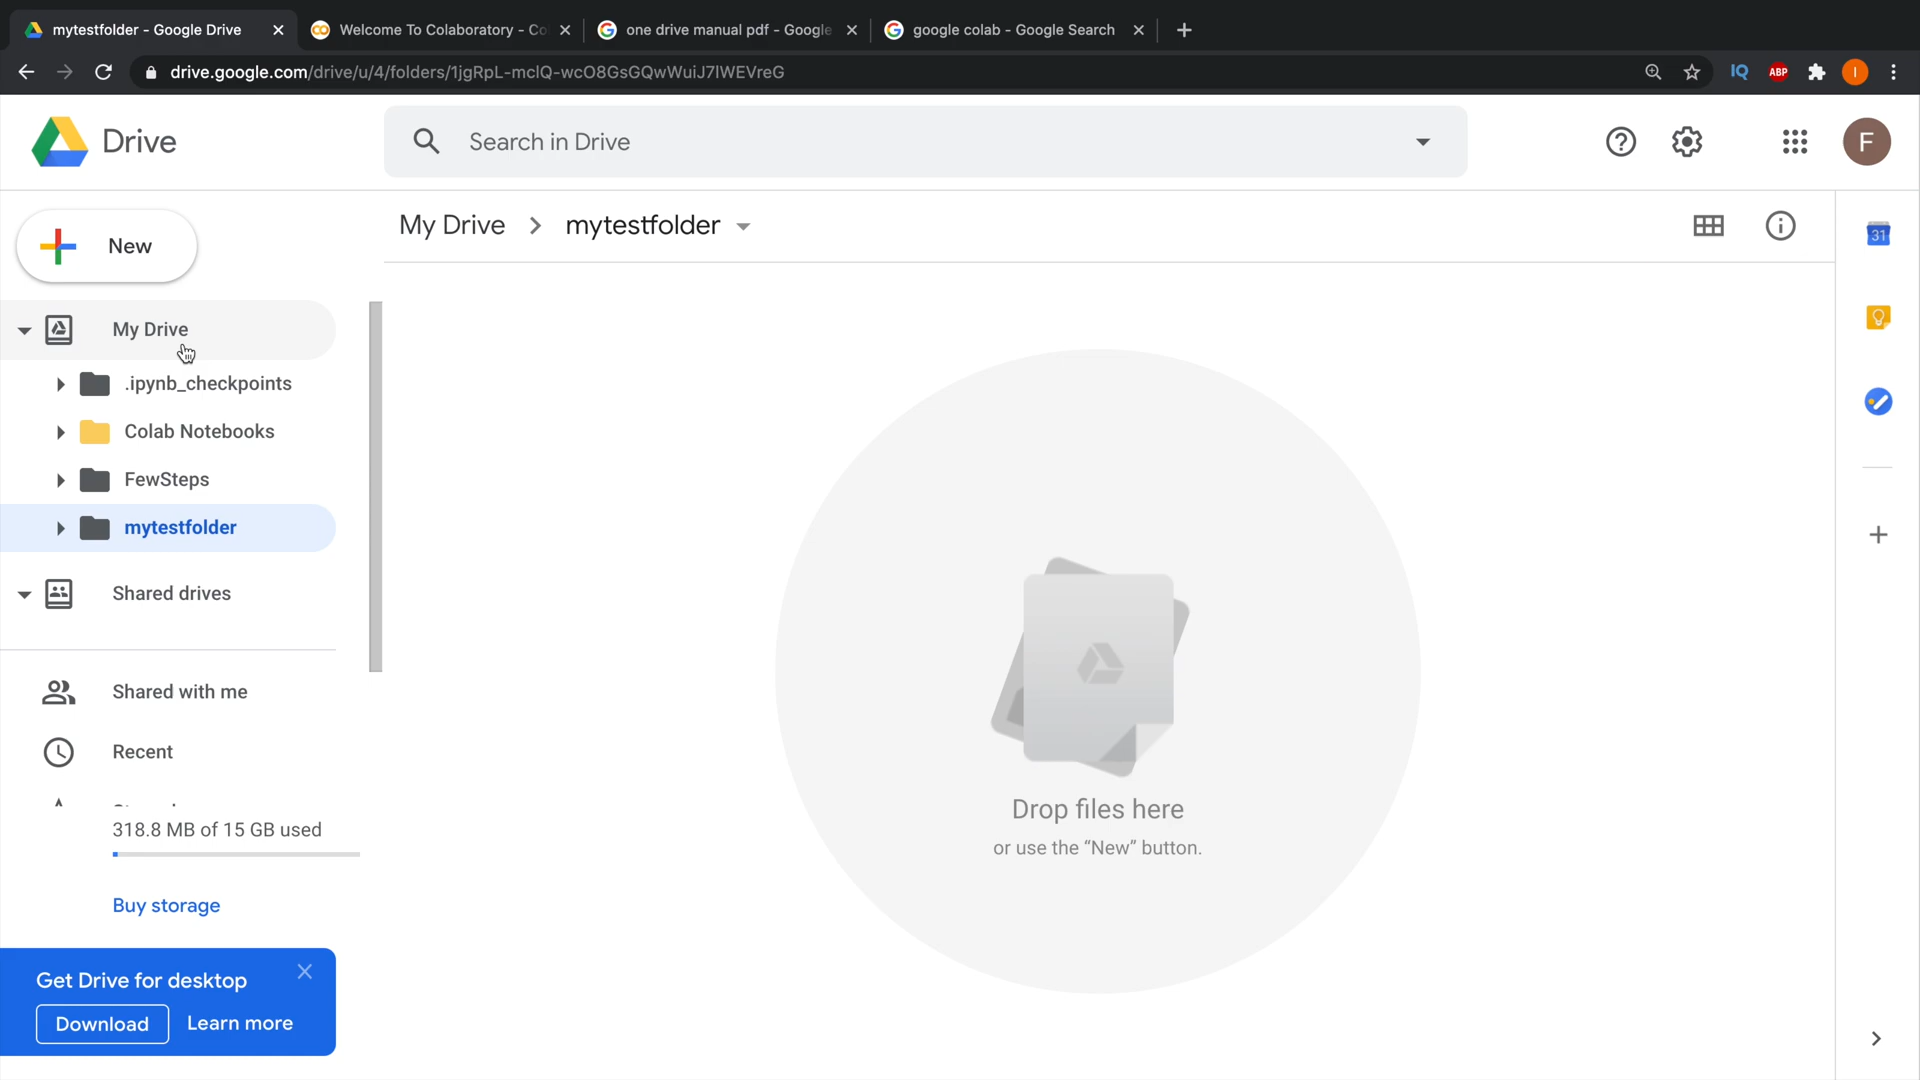 mytestfolder - Google Drive
Welcome To Colaboratory - Co
one drive manual pdf - Google
google colab - Google Search
drive.google.com/drive/u/4/folders/1jgRpL-mclQ-wcO8GsGQwWuiJ7lWEVreG
IQ
ABP
I
Drive
Search in Drive
F
New
My Drive
mytestfolder
31
My Drive
.ipynb_checkpoints
Colab Notebooks
FewSteps
mytestfolder
Shared drives
Shared with me
Recent
318.8 MB of 15 GB used
Buy storage
Get Drive for desktop
Download
Learn more
Drop files here
or use the “New” button.